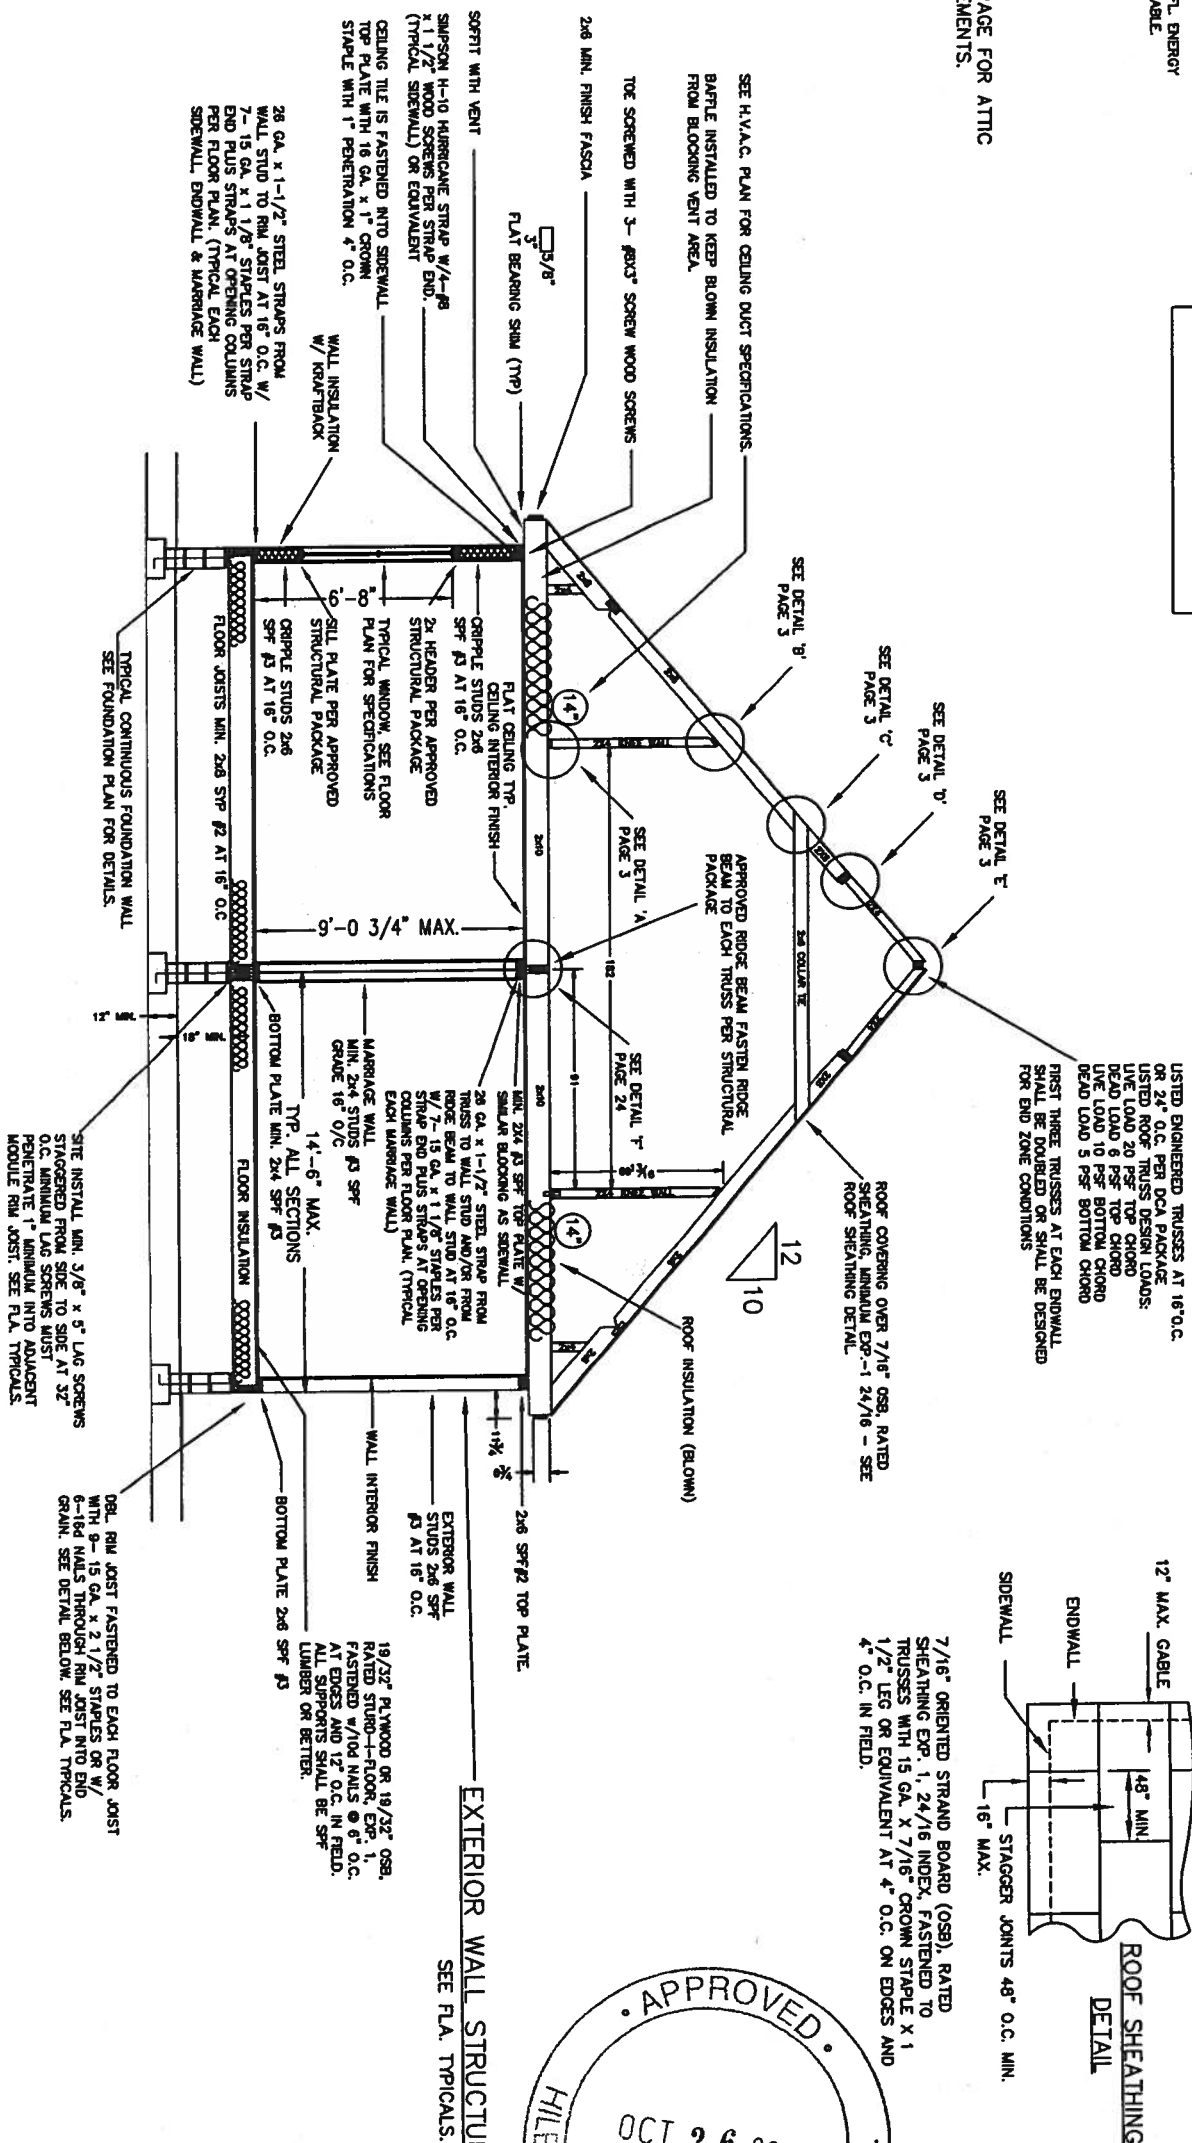 FL. ENERGY
ABLE.
AGE FOR ATTIC
EMENTS.
SEE H.V.A.C. PLAN FOR CEILING DUCT SPECIFICATIONS.
BAFFLE INSTALLED TO KEEP BLOWN INSULATION
FROM BLOCKING VENT AREA.
TOE SCREWED WITH 3- #8X3" SCREW WOOD SCREWS
2x6 MIN. FINISH FASCIA
5/8"
3"
FLAT BEARING SHIM (TYP)
SOFFIT WITH VENT
SIMPSON H-10 HURRICANE STRAP W/4-#8
x 1 1/2" WOOD SCREWS PER STRAP END.
(TYPICAL SIDEWALL) OR EQUIVALENT
CEILING TILE IS FASTENED INTO SIDEWALL
TOP PLATE WITH 16 GA. x 1" CROWN
STAPLE WITH 1" PENETRATION 4" O.C.
WALL INSULATION
W/ KRAFTBACK
26 GA. x 1-1/2" STEEL STRAPS FROM
WALL STUD TO RIM JOIST AT 16" O.C. W/
7- 15 GA. x 1 1/8" STAPLES PER STRAP
END PLUS STRAPS AT OPENING COLUMNS
PER FLOOR PLAN. (TYPICAL EACH
SIDEWALL, ENDWALL & MARRIAGE WALL)
SEE DETAIL 'B'
PAGE 3
SEE DETAIL 'C'
PAGE 3
SEE DETAIL 'D'
PAGE 3
SEE DETAIL 'E'
PAGE 3
LISTED ENGINEERED TRUSSES AT 16"O.C.
OR 24" O.C. PER DCA PACKAGE
LISTED ROOF TRUSS DESIGN LOADS:
LIVE LOAD 20 PSF TOP CHORD
DEAD LOAD 6 PSF TOP CHORD
LIVE LOAD 10 PSF BOTTOM CHORD
DEAD LOAD 5 PSF BOTTOM CHORD
FIRST THREE TRUSSES AT EACH ENDWALL
SHALL BE DOUBLED OR SHALL BE DESIGNED
FOR END ZONE CONDITIONS
ROOF COVERING OVER 7/16" OSB, RATED
SHEATHING, MINIMUM EXP.-1 24/16 - SEE
ROOF SHEATHING DETAIL
12
10
ROOF INSULATION (BLOWN)
2x6 COLLAR TIE
14"
14"
182
91
2x10
2x10
SEE DETAIL 'A'
PAGE 3
APPROVED RIDGE BEAM FASTEN RIDGE
BEAM TO EACH TRUSS PER STRUCTURAL
PACKAGE
SEE DETAIL 'F'
PAGE 24
FLAT CEILING TYP.
CEILING INTERIOR FINISH
CRIPPLE STUDS 2x6
SPF #3 AT 16" O.C.
2x HEADER PER APPROVED
STRUCTURAL PACKAGE
TYPICAL WINDOW, SEE FLOOR
PLAN FOR SPECIFICATIONS
6'-8"
SILL PLATE PER APPROVED
STRUCTURAL PACKAGE
CRIPPLE STUDS 2x6
SPF #3 AT 16" O.C.
9'-0 3/4" MAX.
MIN. 2X4 #3 SPF TOP PLATE W/
SIMILAR BLOCKING AS SIDEWALL
26 GA. x 1-1/2" STEEL STRAP FROM
TRUSS TO WALL STUD AND/OR FROM
RIDGE BEAM TO WALL STUD AT 16" O.C.
W/ 7- 15 GA. x 1 1/8" STAPLES PER
STRAP END PLUS STRAPS AT OPENING
COLUMNS PER FLOOR PLAN. (TYPICAL
EACH MARRIAGE WALL)
MARRIAGE WALL
MIN. 2x4 STUDS #3 SPF
GRADE 16" O/C
14'-6" MAX.
TYP. ALL SECTIONS
BOTTOM PLATE MIN. 2x4 SPF #3
FLOOR JOISTS MIN. 2x8 SYP #2 AT 16" O.C
FLOOR INSULATION
TYPICAL CONTINUOUS FOUNDATION WALL
SEE FOUNDATION PLAN FOR DETAILS.
12" MIN.
18" MIN.
SITE INSTALL MIN. 3/8" x 5" LAG SCREWS
STAGGERED FROM SIDE TO SIDE AT 32"
O.C. MINIMUM LAG SCREWS MUST
PENETRATE 1" MINIMUM INTO ADJACENT
MODULE RIM JOIST. SEE FLA. TYPICALS.
2x6 SPF#2 TOP PLATE.
EXTERIOR WALL
STUDS 2x6 SPF
#3 AT 16" O.C.
WALL INTERIOR FINISH
BOTTOM PLATE 2x6 SPF #3
19/32" PLYWOOD OR 19/32" OSB,
RATED STURD-I-FLOOR, EXP. 1,
FASTENED w/10d NAILS @ 6" O.C.
AT EDGES AND 12" O.C. IN FIELD.
ALL SUPPORTS SHALL BE SPF
LUMBER OR BETTER.
DBL. RIM JOIST FASTENED TO EACH FLOOR JOIST
WITH 9- 15 GA. x 2 1/2" STAPLES OR W/
6-16d NAILS THROUGH RIM JOIST INTO END
GRAIN. SEE DETAIL BELOW. SEE FLA. TYPICALS.
12" MAX. GABLE
ENDWALL
SIDEWALL
48" MIN.
STAGGER JOINTS 48" O.C. MIN.
16" MAX.
ROOF SHEATHING
DETAIL
7/16" ORIENTED STRAND BOARD (OSB), RATED
SHEATHING EXP. 1, 24/16 INDEX, FASTENED TO
TRUSSES WITH 15 GA. X 7/16" CROWN STAPLE X 1
1/2" LEG OR EQUIVALENT AT 4" O.C. ON EDGES AND
4" O.C. IN FIELD.
EXTERIOR WALL STRUCTU
SEE FLA. TYPICALS.
APPROVED
OCT 26
HILB